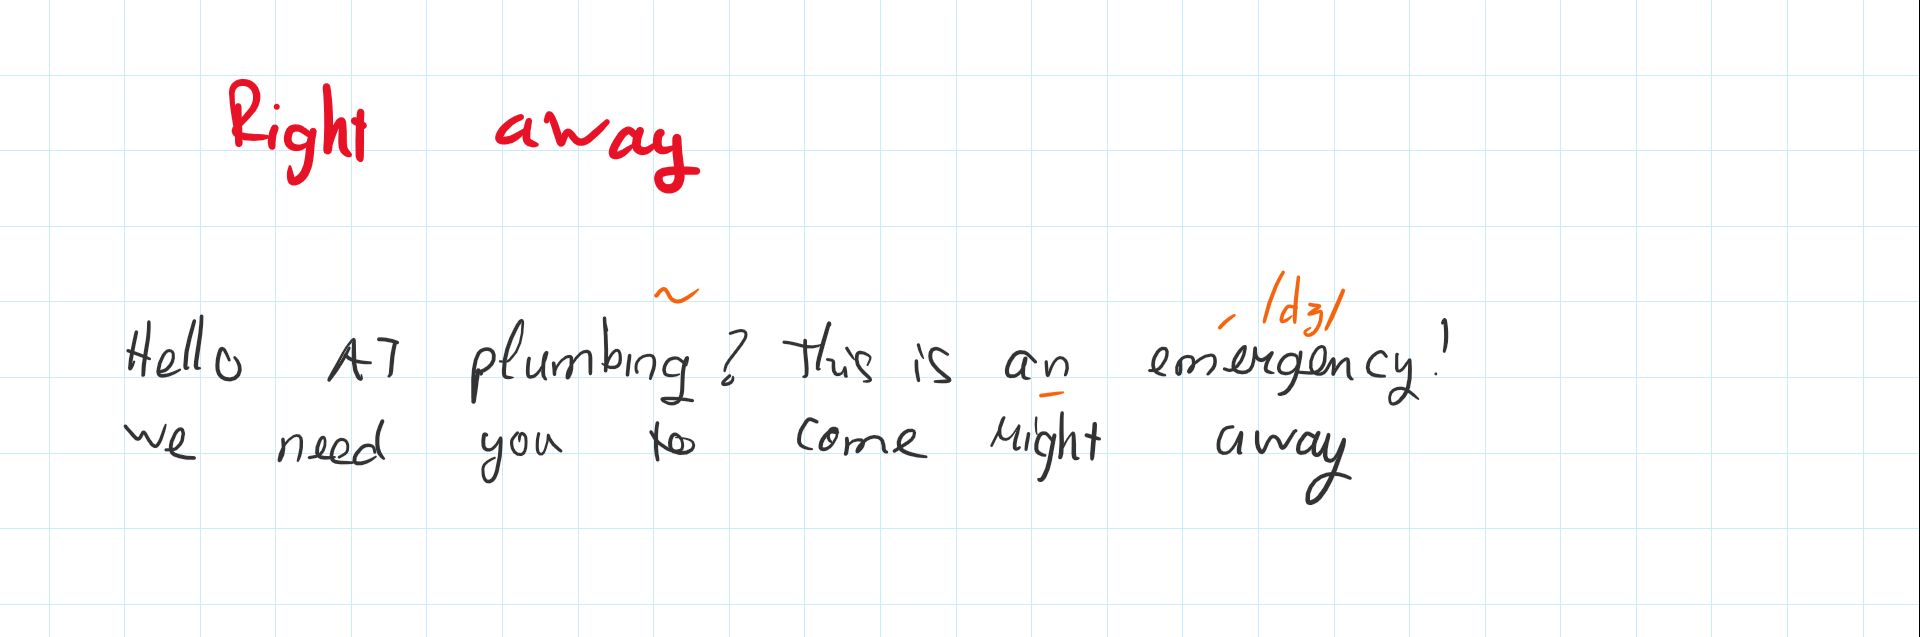 Right away
~
/dʒ/
Hello AT plumbing? This is an emergency!
we need you to come right away